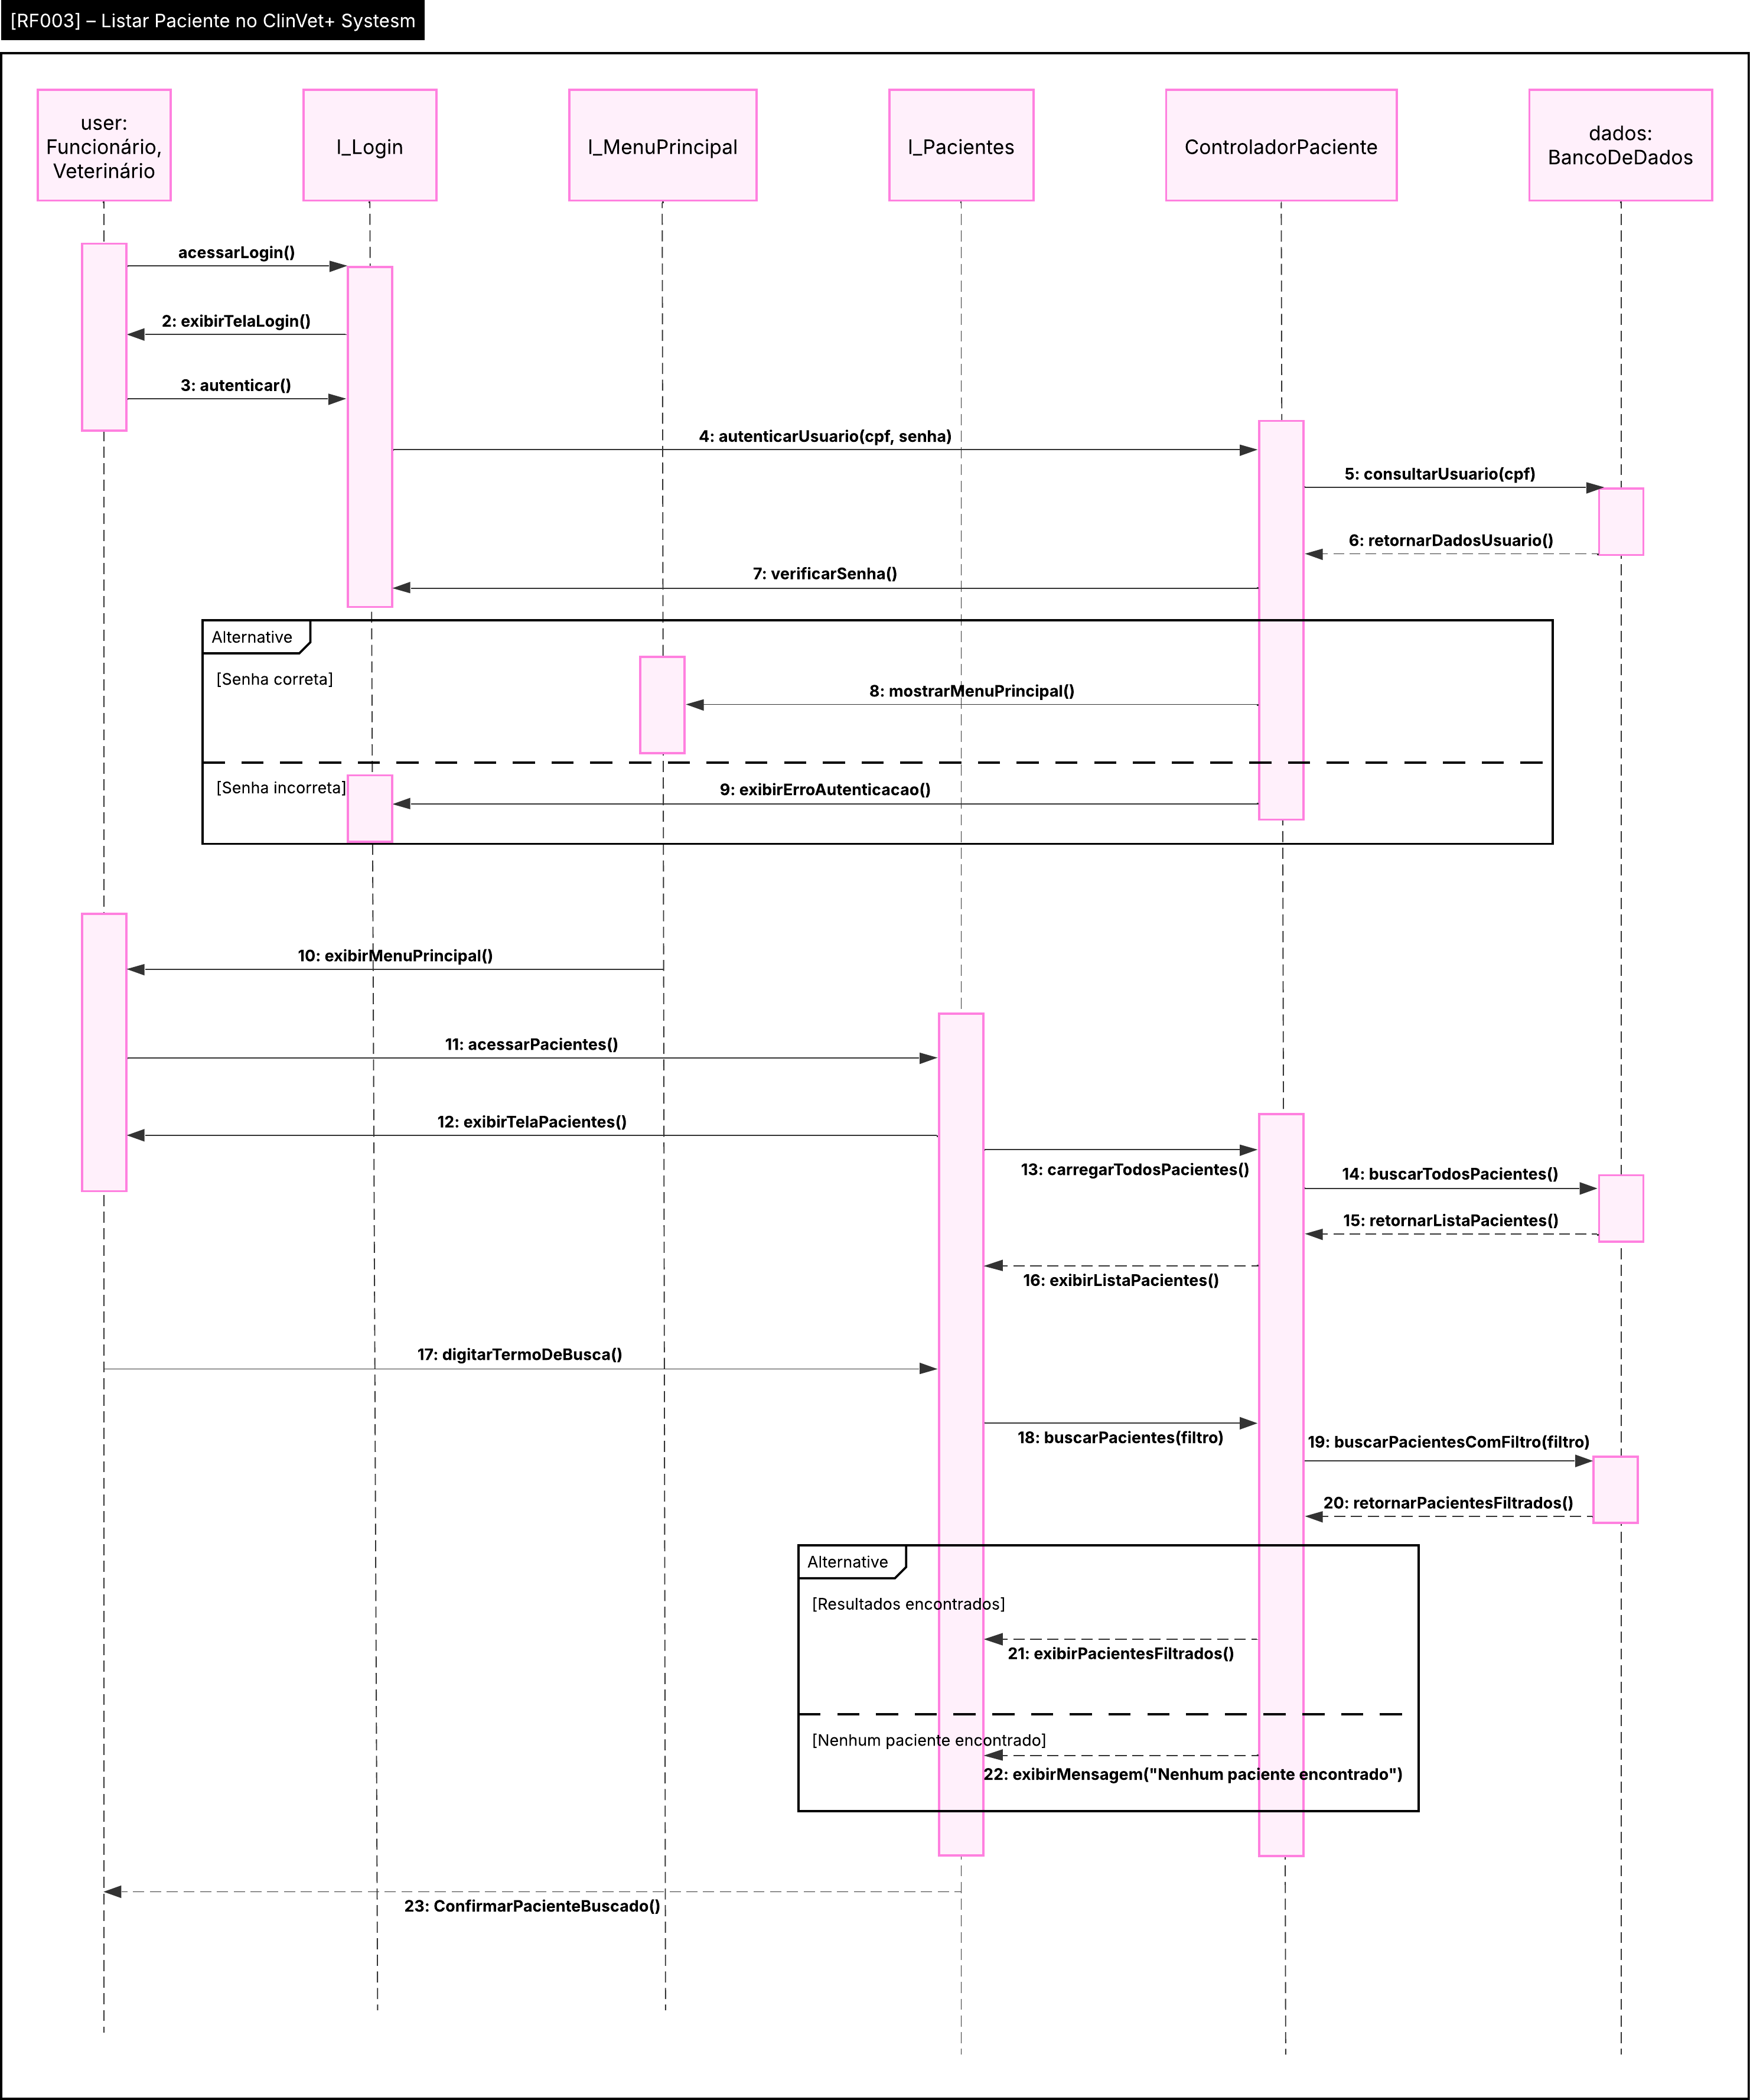 [RF003] – Listar Paciente no ClinVet+ Systesm
user:
Funcionário,
Veterinário
I_Login
I_MenuPrincipal
I_Pacientes
ControladorPaciente
dados:
BancoDeDados
acessarLogin()
2: exibirTelaLogin()
3: autenticar()
4: autenticarUsuario(cpf, senha)
5: consultarUsuario(cpf)
6: retornarDadosUsuario()
7: verificarSenha()
Alternative
[Senha correta]
8: mostrarMenuPrincipal()
[Senha incorreta]
9: exibirErroAutenticacao()
10: exibirMenuPrincipal()
11: acessarPacientes()
12: exibirTelaPacientes()
13: carregarTodosPacientes()
14: buscarTodosPacientes()
15: retornarListaPacientes()
16: exibirListaPacientes()
17: digitarTermoDeBusca()
18: buscarPacientes(filtro)
19: buscarPacientesComFiltro(filtro)
20: retornarPacientesFiltrados()
Alternative
[Resultados encontrados]
21: exibirPacientesFiltrados()
[Nenhum paciente encontrado]
22: exibirMensagem("Nenhum paciente encontrado")
23: ConfirmarPacienteBuscado()